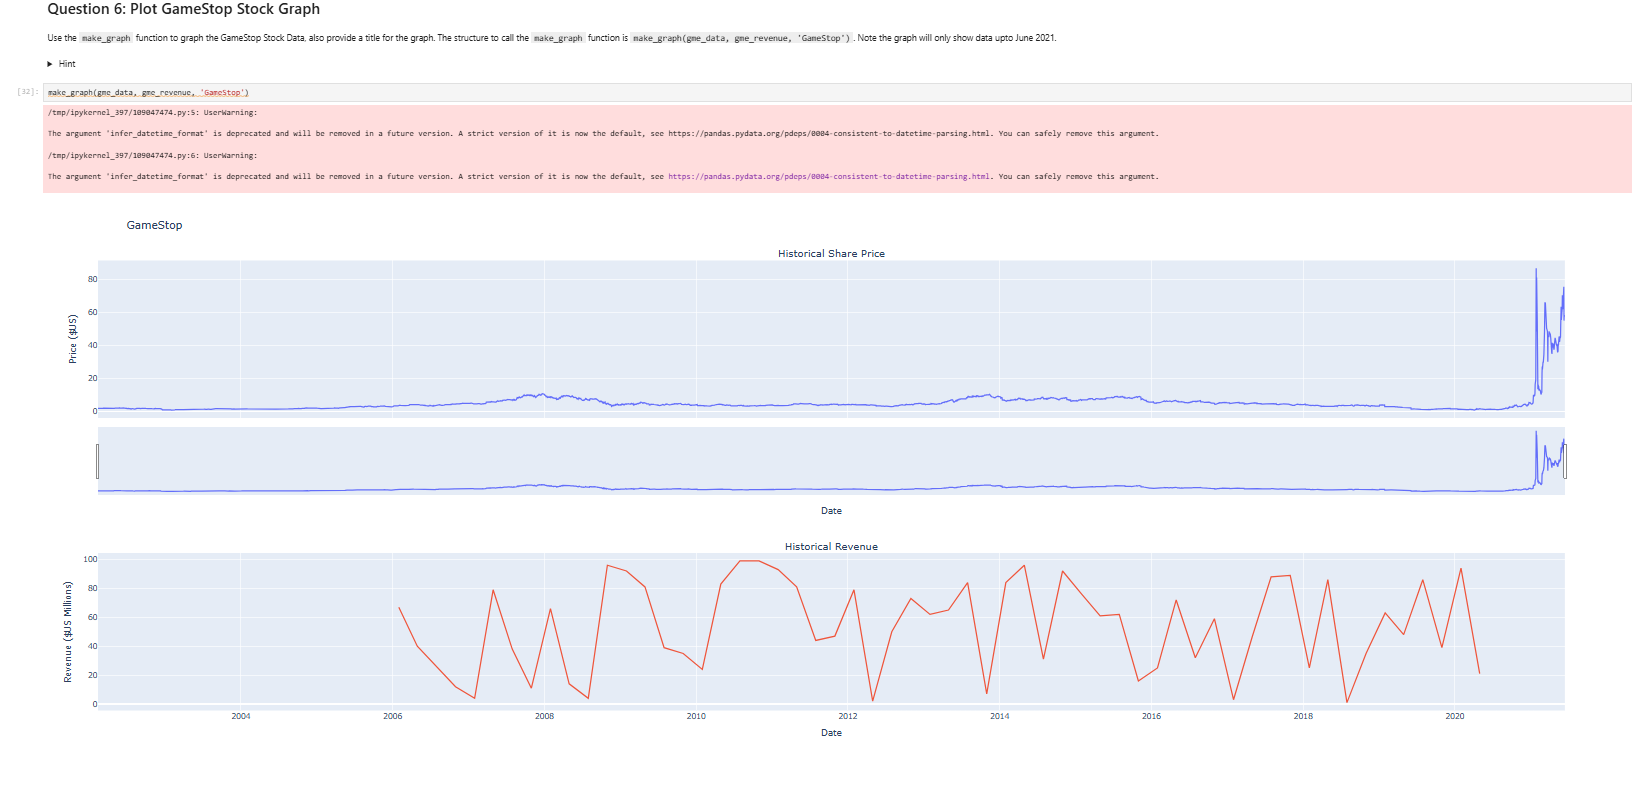 Question 6: Plot GameStop Stock Graph
Use the make_graph function to graph the GameStop Stock Data, also provide a title for the graph. The structure to call the make_graph function is make_graph(gme_data, gme_revenue, 'GameStop'). Note the graph will only show data upto June 2021.
▶ Hint
[32]: make_graph(gme_data, gme_revenue, 'GameStop')
/tmp/ipykernel_397/109047474.py:5: UserWarning:
The argument 'infer_datetime_format' is deprecated and will be removed in a future version. A strict version of it is now the default, see https://pandas.pydata.org/pdeps/0004-consistent-to-datetime-parsing.html. You can safely remove this argument.
/tmp/ipykernel_397/109047474.py:6: UserWarning:
The argument 'infer_datetime_format' is deprecated and will be removed in a future version. A strict version of it is now the default, see https://pandas.pydata.org/pdeps/0004-consistent-to-datetime-parsing.html. You can safely remove this argument.
GameStop
Historical Share Price
Price ($US)
80
60
40
20
0
Date
Historical Revenue
Revenue ($US Millions)
100
80
60
40
20
0
2004 2006 2008 2010 2012 2014 2016 2018 2020
Date